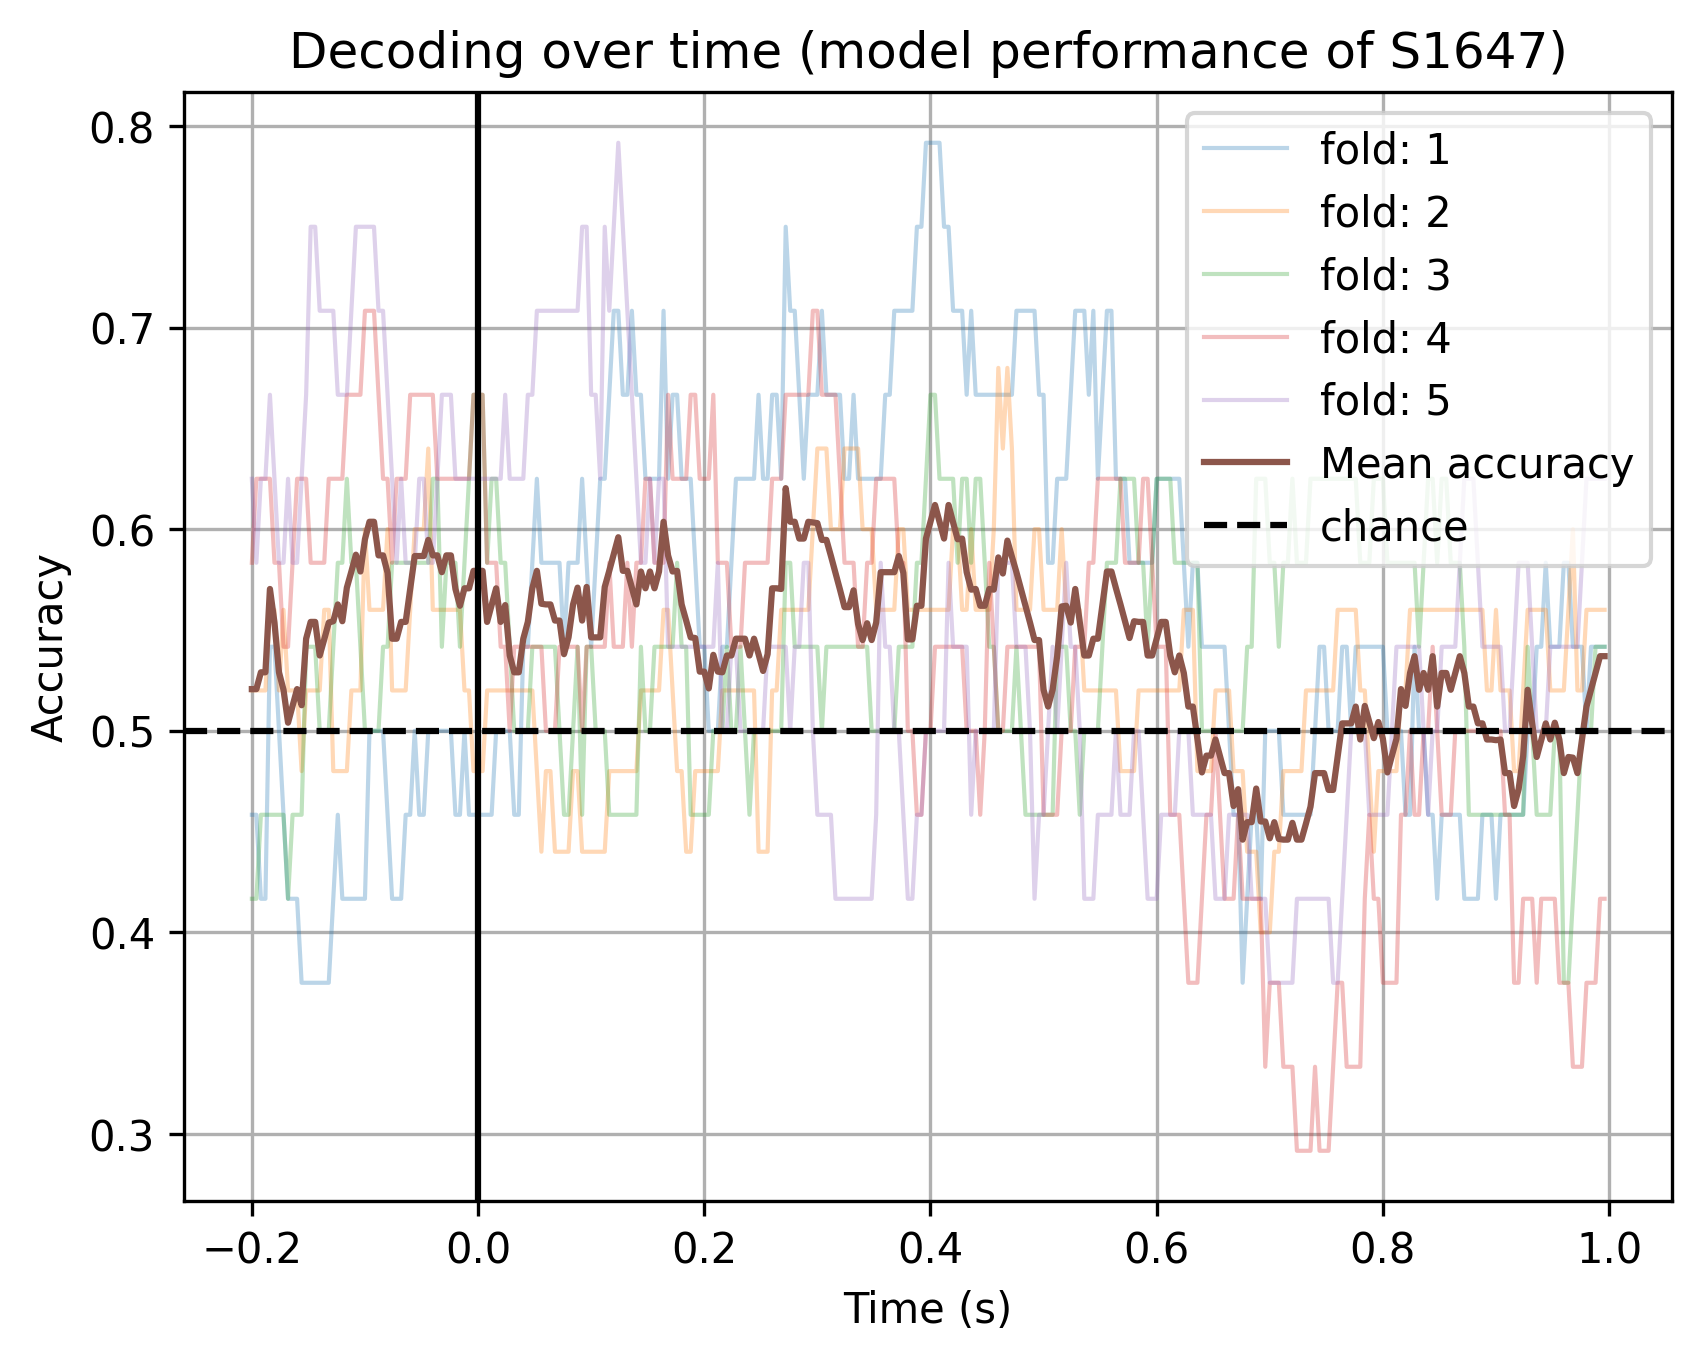 Decoding over time (model performance of S1647)
Accuracy
0.8
0.7
0.6
0.5
0.4
0.3
fold: 1
fold: 2
fold: 3
fold: 4
fold: 5
Mean accuracy
chance
−0.2 0.0 0.2 0.4 0.6 0.8 1.0
Time (s)